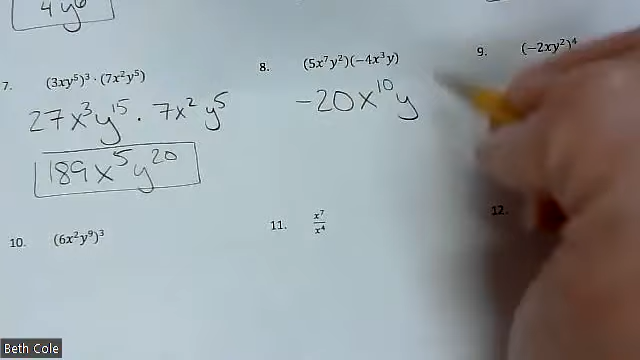 4y⁶
7. (3xy⁵)³ · (7x²y⁵)
27x³y¹⁵ · 7x²y⁵
189x⁵y²⁰
8. (5x⁷y²)(−4x³y)
−20x¹⁰y
9. (−2xy²)⁴
10. (6x²y⁹)³
11. x⁷/x⁴
12.
Beth Cole